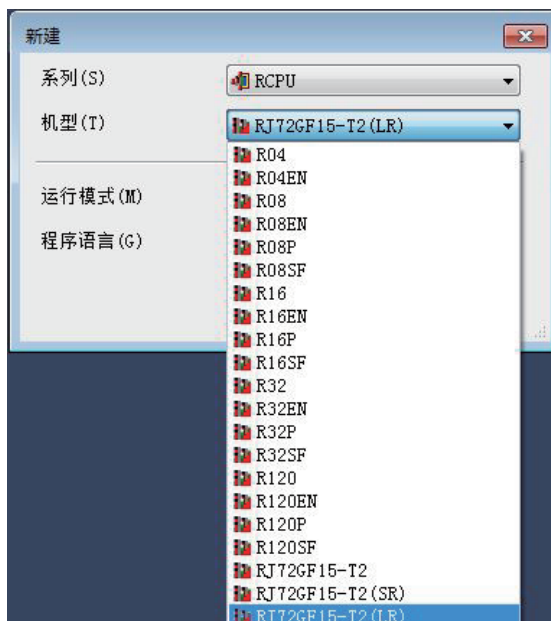 新建
系列(S)
RCPU
机型(T)
RJ72GF15-T2(LR)
R04
R04EN
运行模式(M)
R08
R08EN
程序语言(G)
R08P
R08SF
R16
R16EN
R16P
R16SF
R32
R32EN
R32P
R32SF
R120
R120EN
R120P
R120SF
RJ72GF15-T2
RJ72GF15-T2(SR)
RJ72GF15-T2(LR)